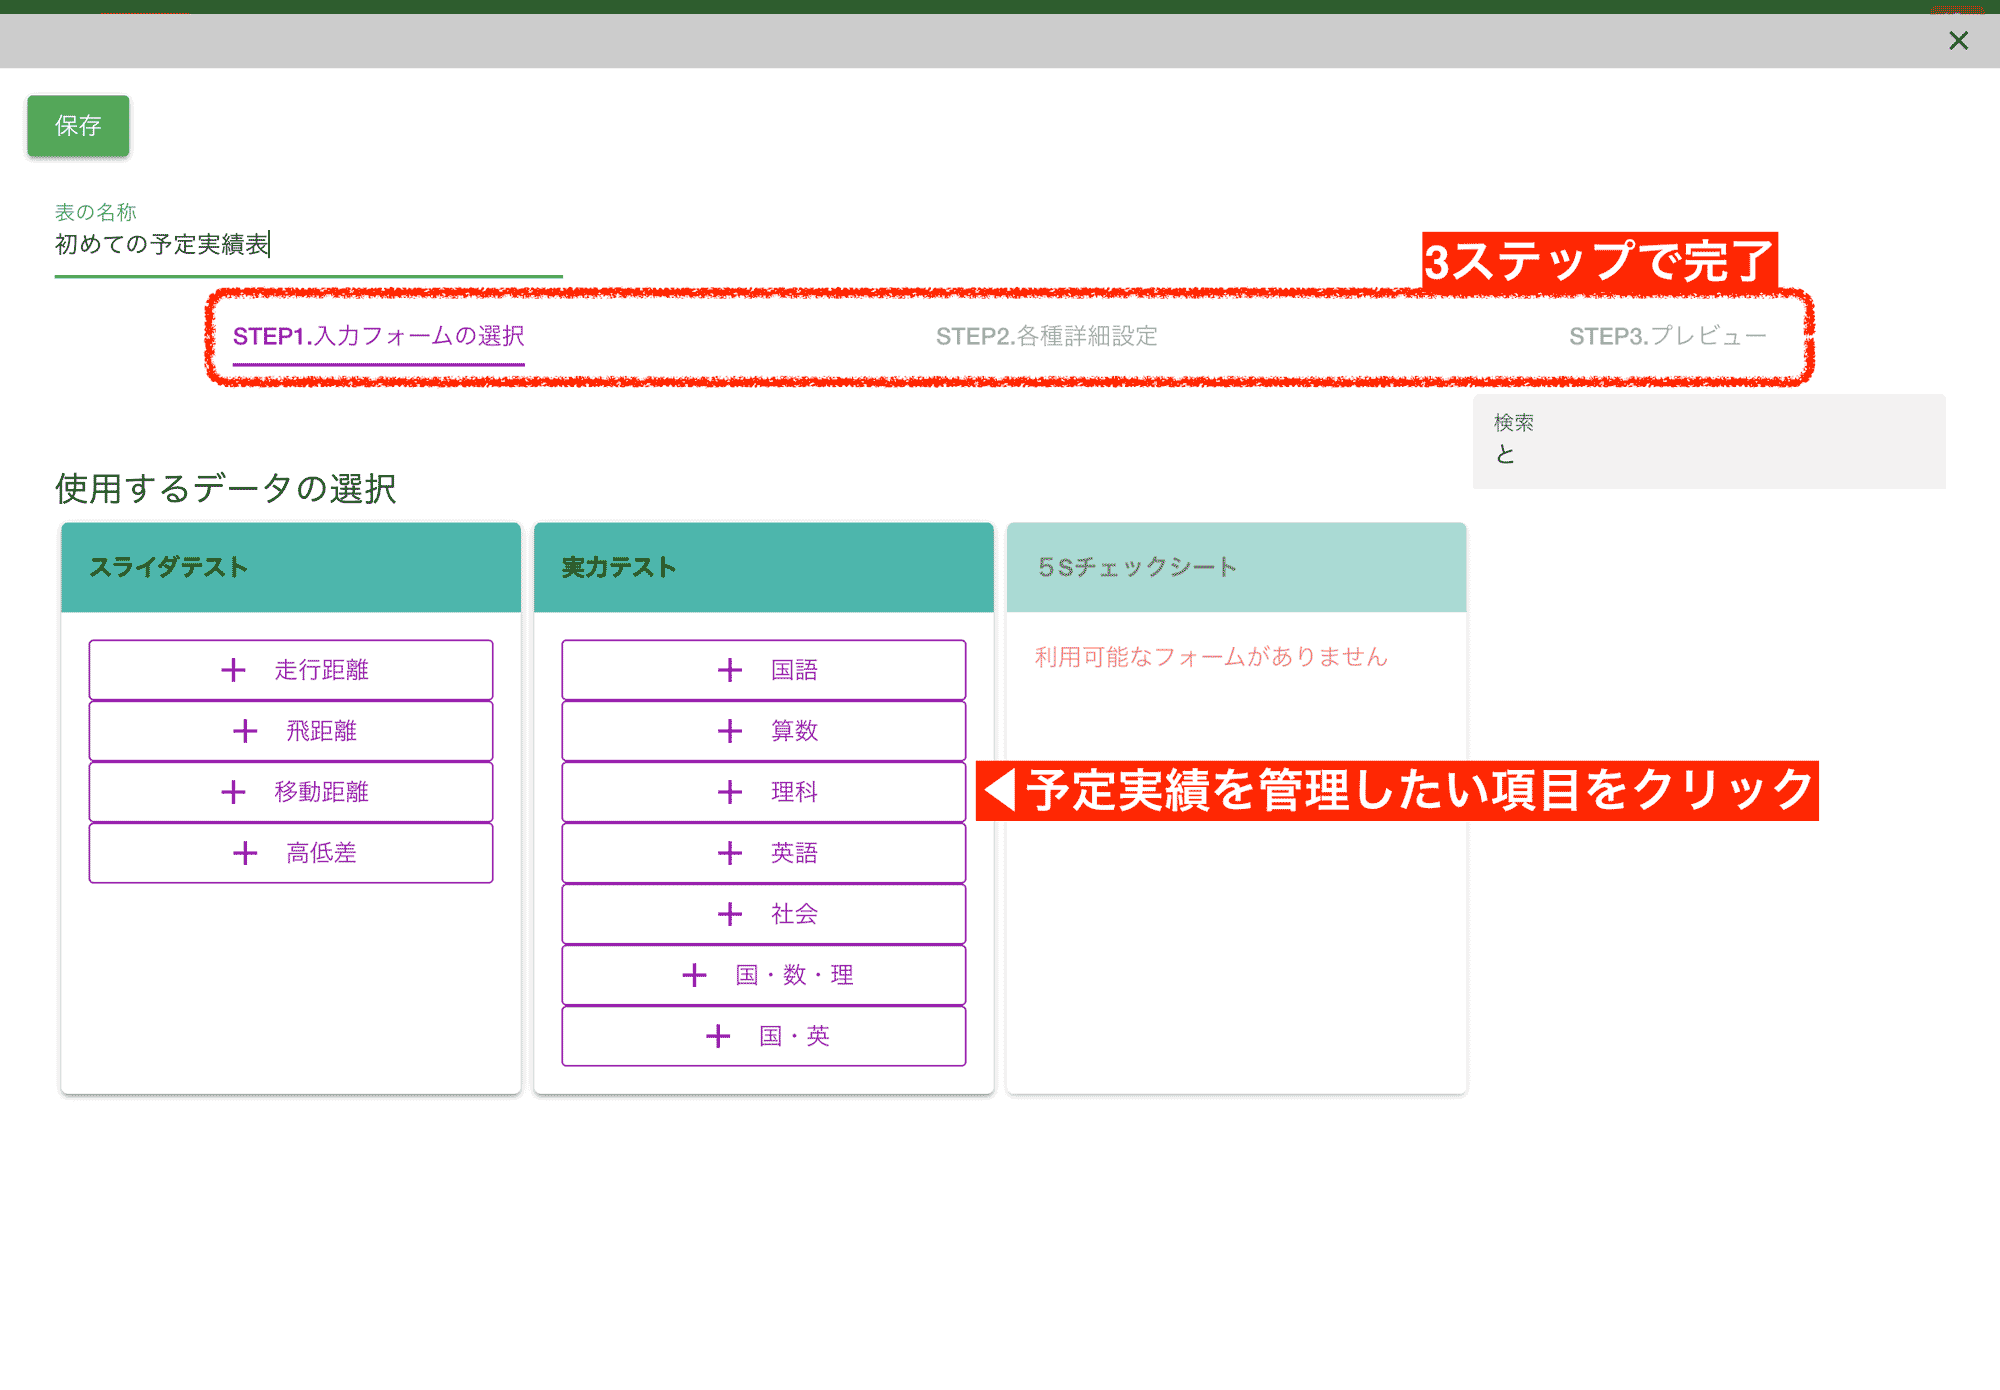 保存
表の名称
初めての予定実績表
3ステップで完了
STEP1.入力フォームの選択
STEP2.各種詳細設定
STEP3.プレビュー
検索
と
使用するデータの選択
スライダテスト
走行距離
飛距離
移動距離
高低差
実力テスト
国語
算数
理科
英語
社会
国・数・理
国・英
５Sチェックシート
利用可能なフォームがありません
◀予定実績を管理したい項目をクリック